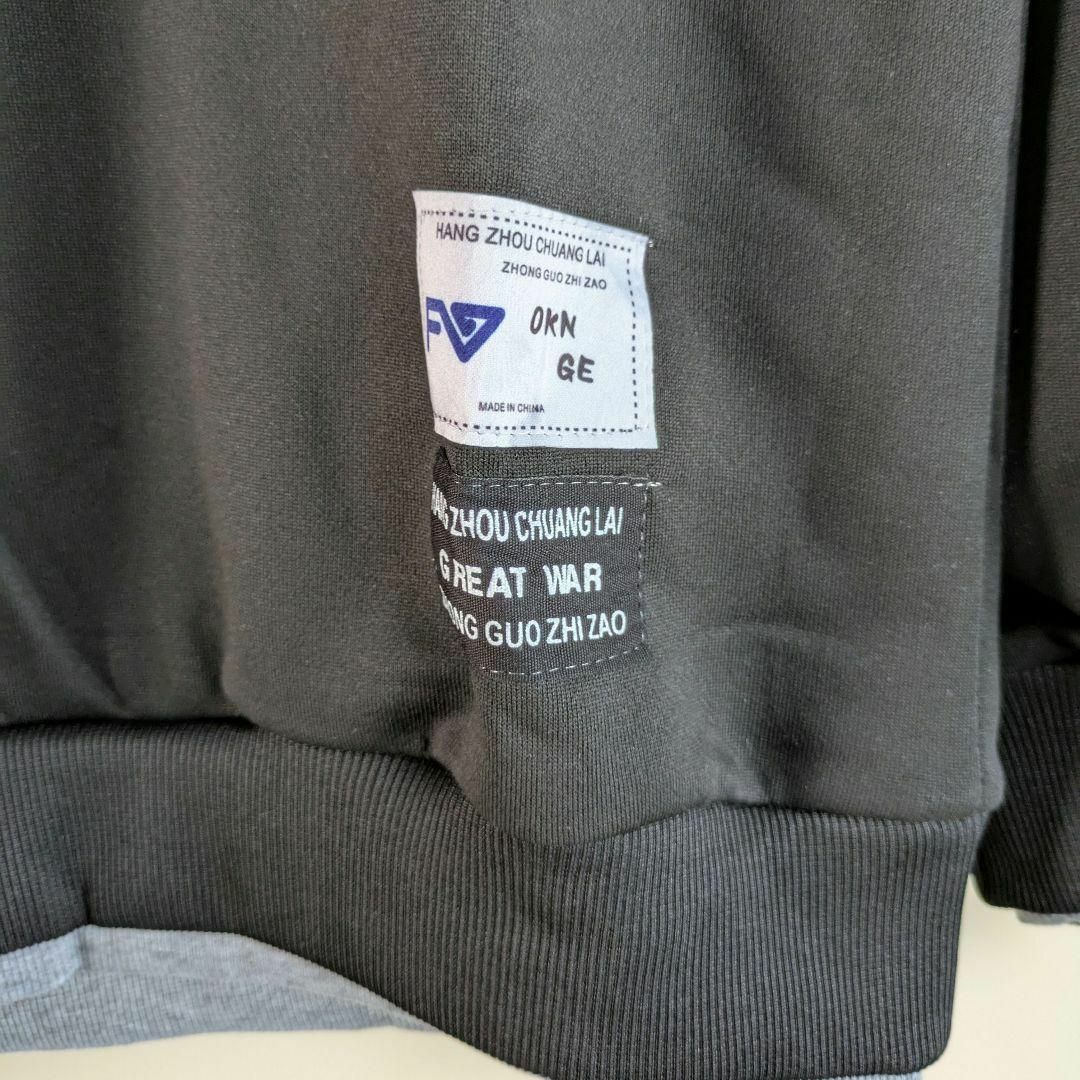 HANG ZHOU CHUANG LAI
ZHONG GUO ZHI ZAO
OKN
GE
MADE IN CHINA
ZHOU CHUANG LAI
GREAT WAR
GUO ZHI ZAO